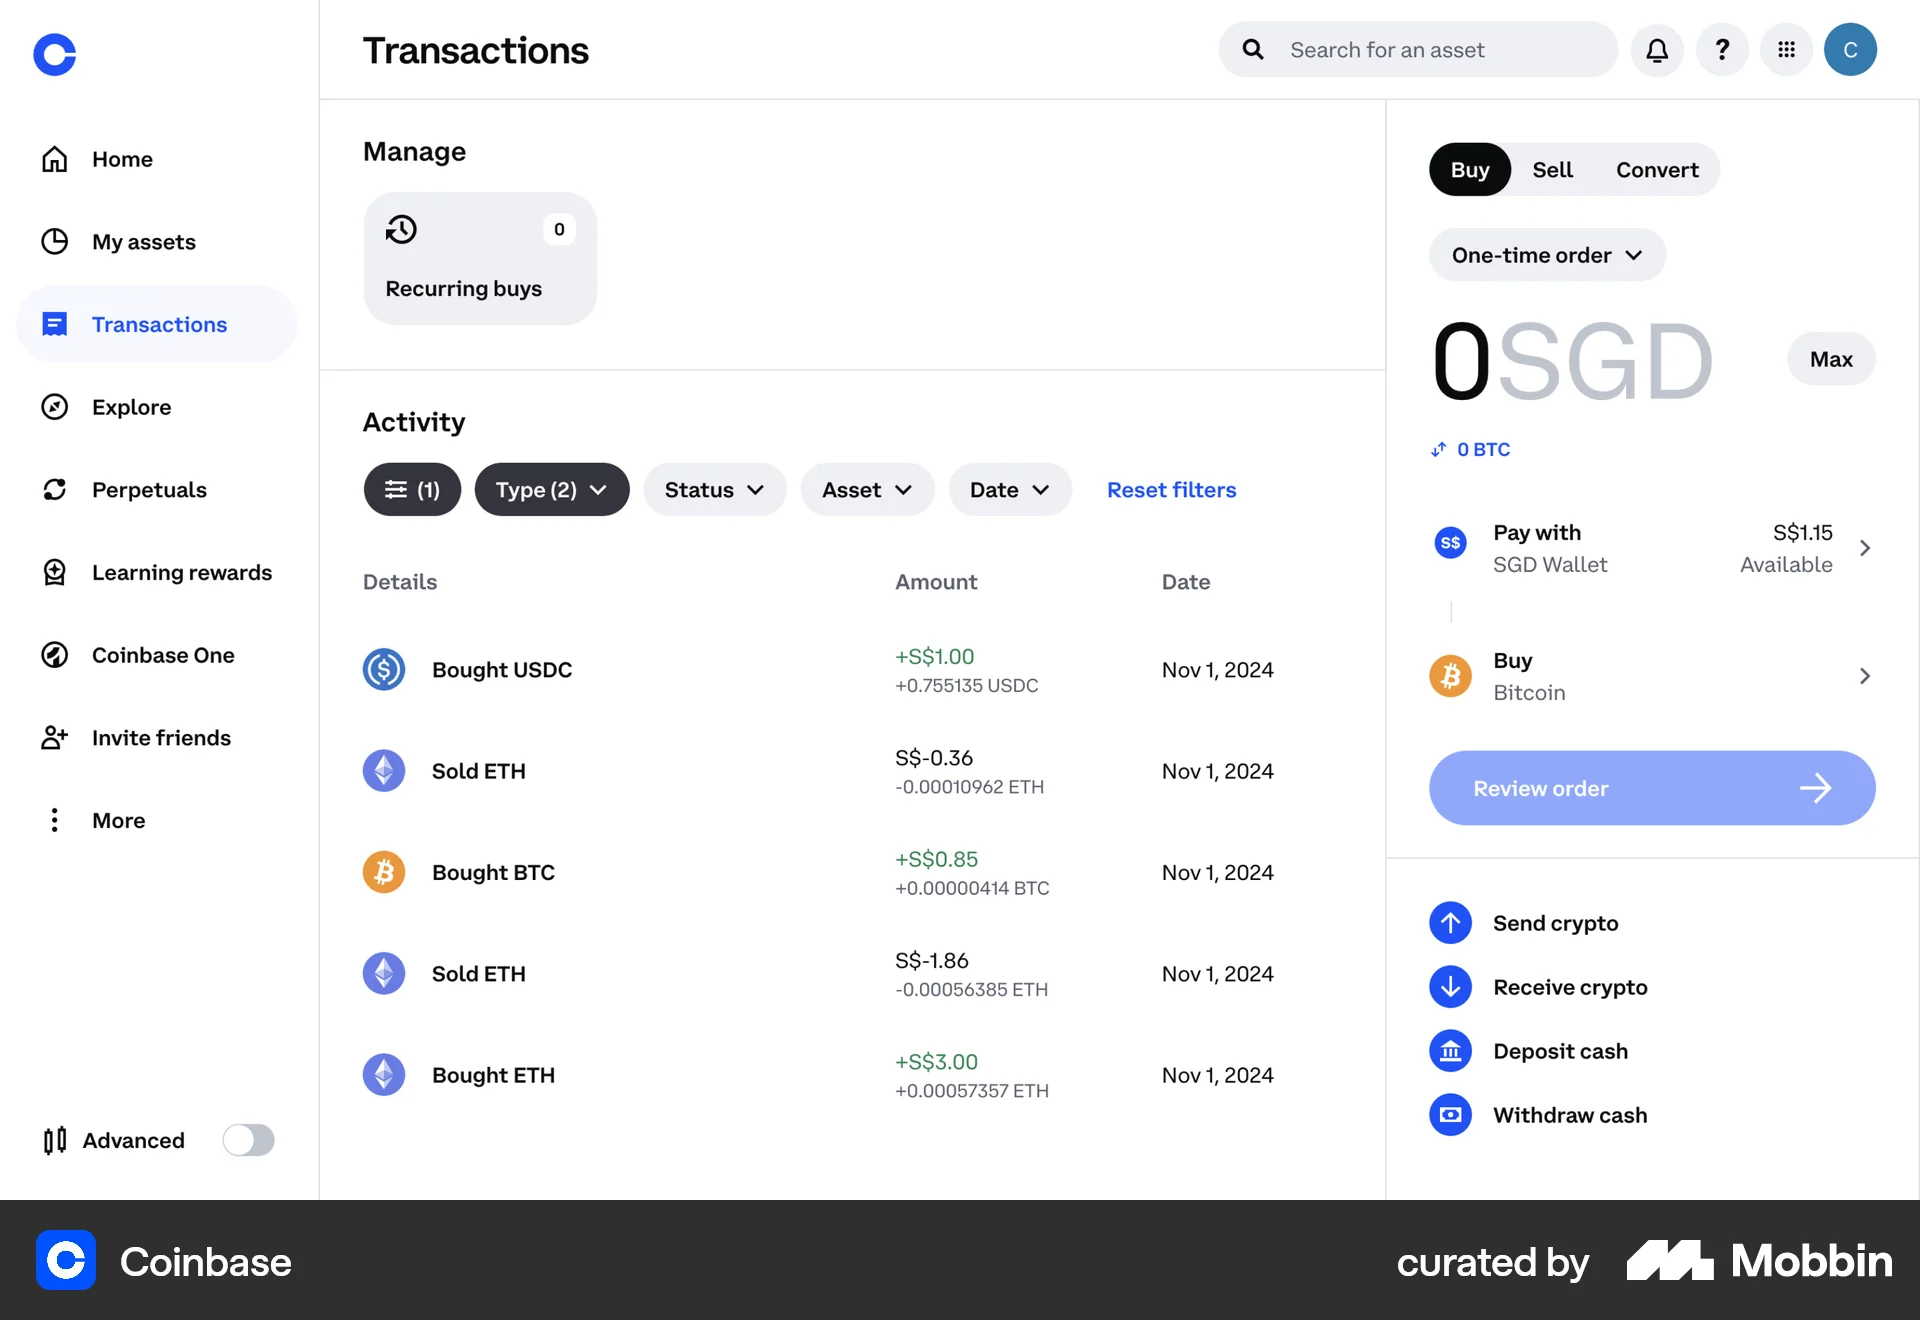 Transactions
Search for an asset
?
C
Home
My assets
Transactions
Explore
Perpetuals
Learning rewards
Coinbase One
Invite friends
More
Advanced
Manage
0
Recurring buys
Activity
(1)
Type (2)
Status
Asset
Date
Reset filters
Details Amount Date
Bought USDC
+S$1.00
+0.755135 USDC
Nov 1, 2024
Sold ETH
S$-0.36
-0.00010962 ETH
Nov 1, 2024
Bought BTC
+S$0.85
+0.00000414 BTC
Nov 1, 2024
Sold ETH
S$-1.86
-0.00056385 ETH
Nov 1, 2024
Bought ETH
+S$3.00
+0.00057357 ETH
Nov 1, 2024
Buy Sell Convert
One-time order
0SGD
Max
0 BTC
S$
Pay with
SGD Wallet
S$1.15
Available
Buy
Bitcoin
Review order
Send crypto
Receive crypto
Deposit cash
Withdraw cash
Coinbase
curated by Mobbin